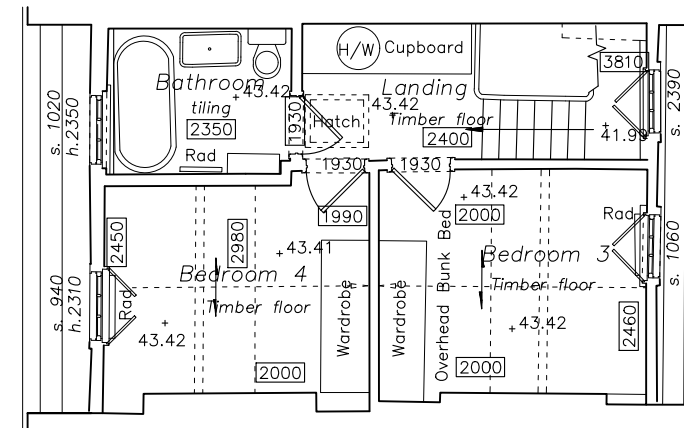 H/W Cupboard
Bathroom
43.42
tiling
2350
1930
Rad
Landing
43.42
Hatch
Timber floor
2400
3810
41.9
s. 1020
h.2350
s. 2390
1930
1930
1990
2450
2980
43.41
Bedroom 4
Timber floor
Rad
43.42
2000
Wardrobe
s. 940
h.2310
Wardrobe
Overhead Bunk Bed
43.42
2000
Bedroom 3
Timber floor
Rad
43.42
2460
2000
s. 1060